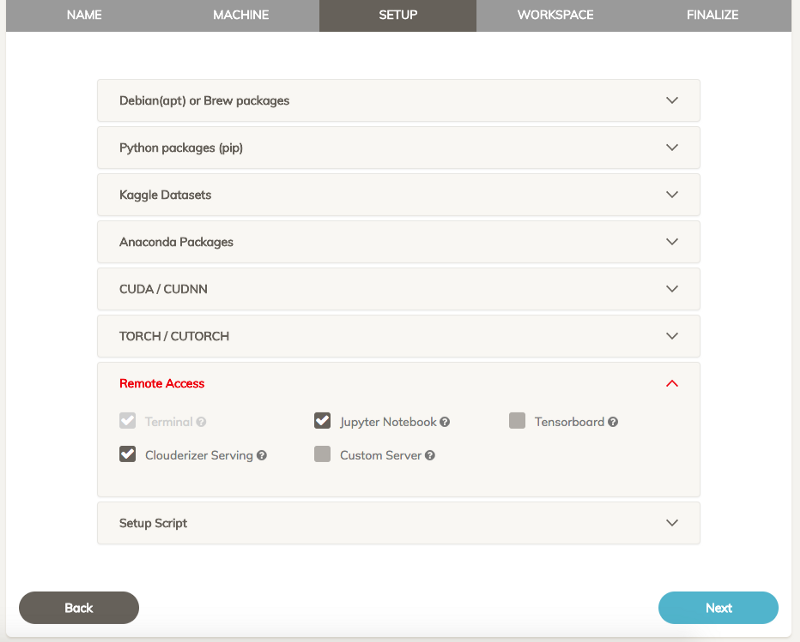 NAME MACHINE SETUP WORKSPACE FINALIZE
Debian(apt) or Brew packages
Python packages (pip)
Kaggle Datasets
Anaconda Packages
CUDA / CUDNN
TORCH / CUTORCH
Remote Access
Terminal ? Jupyter Notebook ? Tensorboard ?
Clouderizer Serving ? Custom Server ?
Setup Script
Back Next